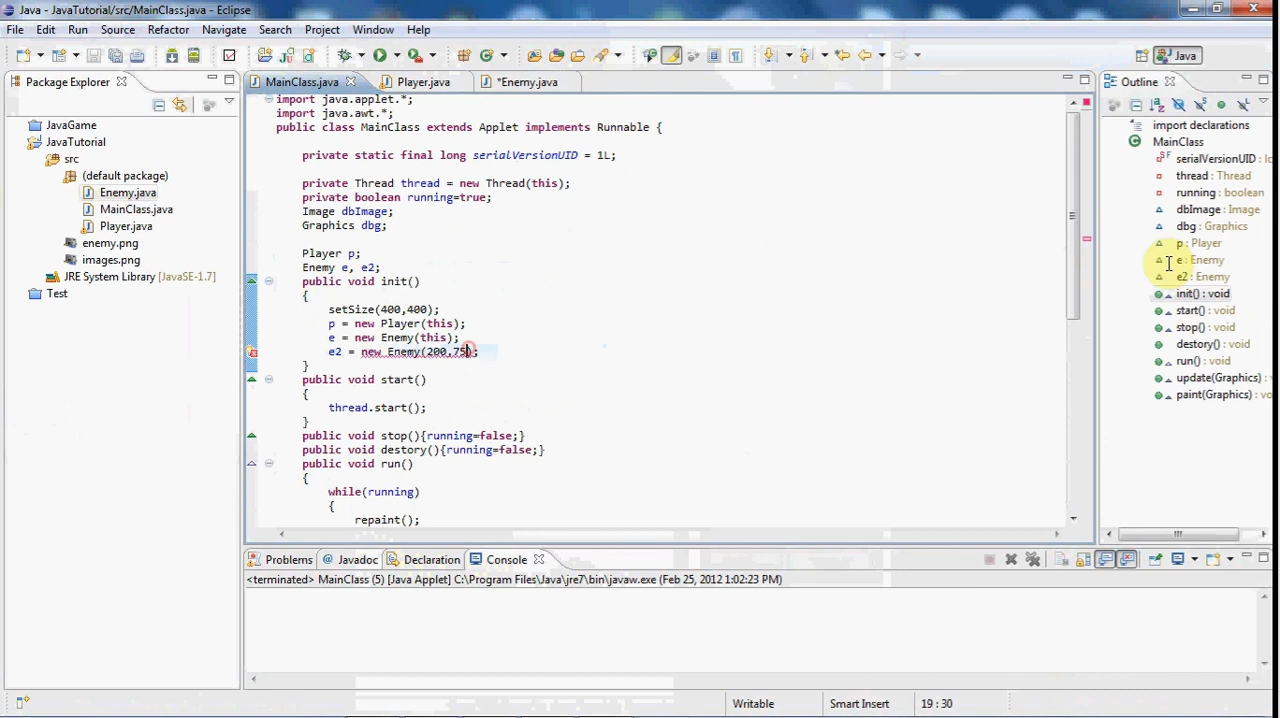 Java - JavaTutorial/src/MainClass.java - Eclipse
File Edit Run Source Refactor Navigate Search Project Window Help
Java
Package Explorer
JavaGame
JavaTutorial
src
(default package)
Enemy.java
MainClass.java
Player.java
enemy.png
images.png
JRE System Library [JavaSE-1.7]
Test
MainClass.java Player.java *Enemy.java
import java.applet.*;
import java.awt.*;
public class MainClass extends Applet implements Runnable {
private static final long serialVersionUID = 1L;
private Thread thread = new Thread(this);
private boolean running=true;
Image dbImage;
Graphics dbg;
Player p;
Enemy e, e2;
public void init()
{
setSize(400,400);
p = new Player(this);
e = new Enemy(this);
e2 = new Enemy(200,75);
}
public void start()
{
thread.start();
}
public void stop(){running=false;}
public void destory(){running=false;}
public void run()
{
while(running)
{
repaint();
Outline
import declarations
MainClass
serialVersionUID : lo
thread : Thread
running : boolean
dbImage : Image
dbg : Graphics
p : Player
e : Enemy
e2 : Enemy
init() : void
start() : void
stop() : void
destory() : void
run() : void
update(Graphics) : vo
paint(Graphics) : vo
Problems @ Javadoc Declaration Console
<terminated> MainClass (5) [Java Applet] C:\Program Files\Java\jre7\bin\javaw.exe (Feb 25, 2012 1:02:23 PM)
Writable Smart Insert 19 : 30